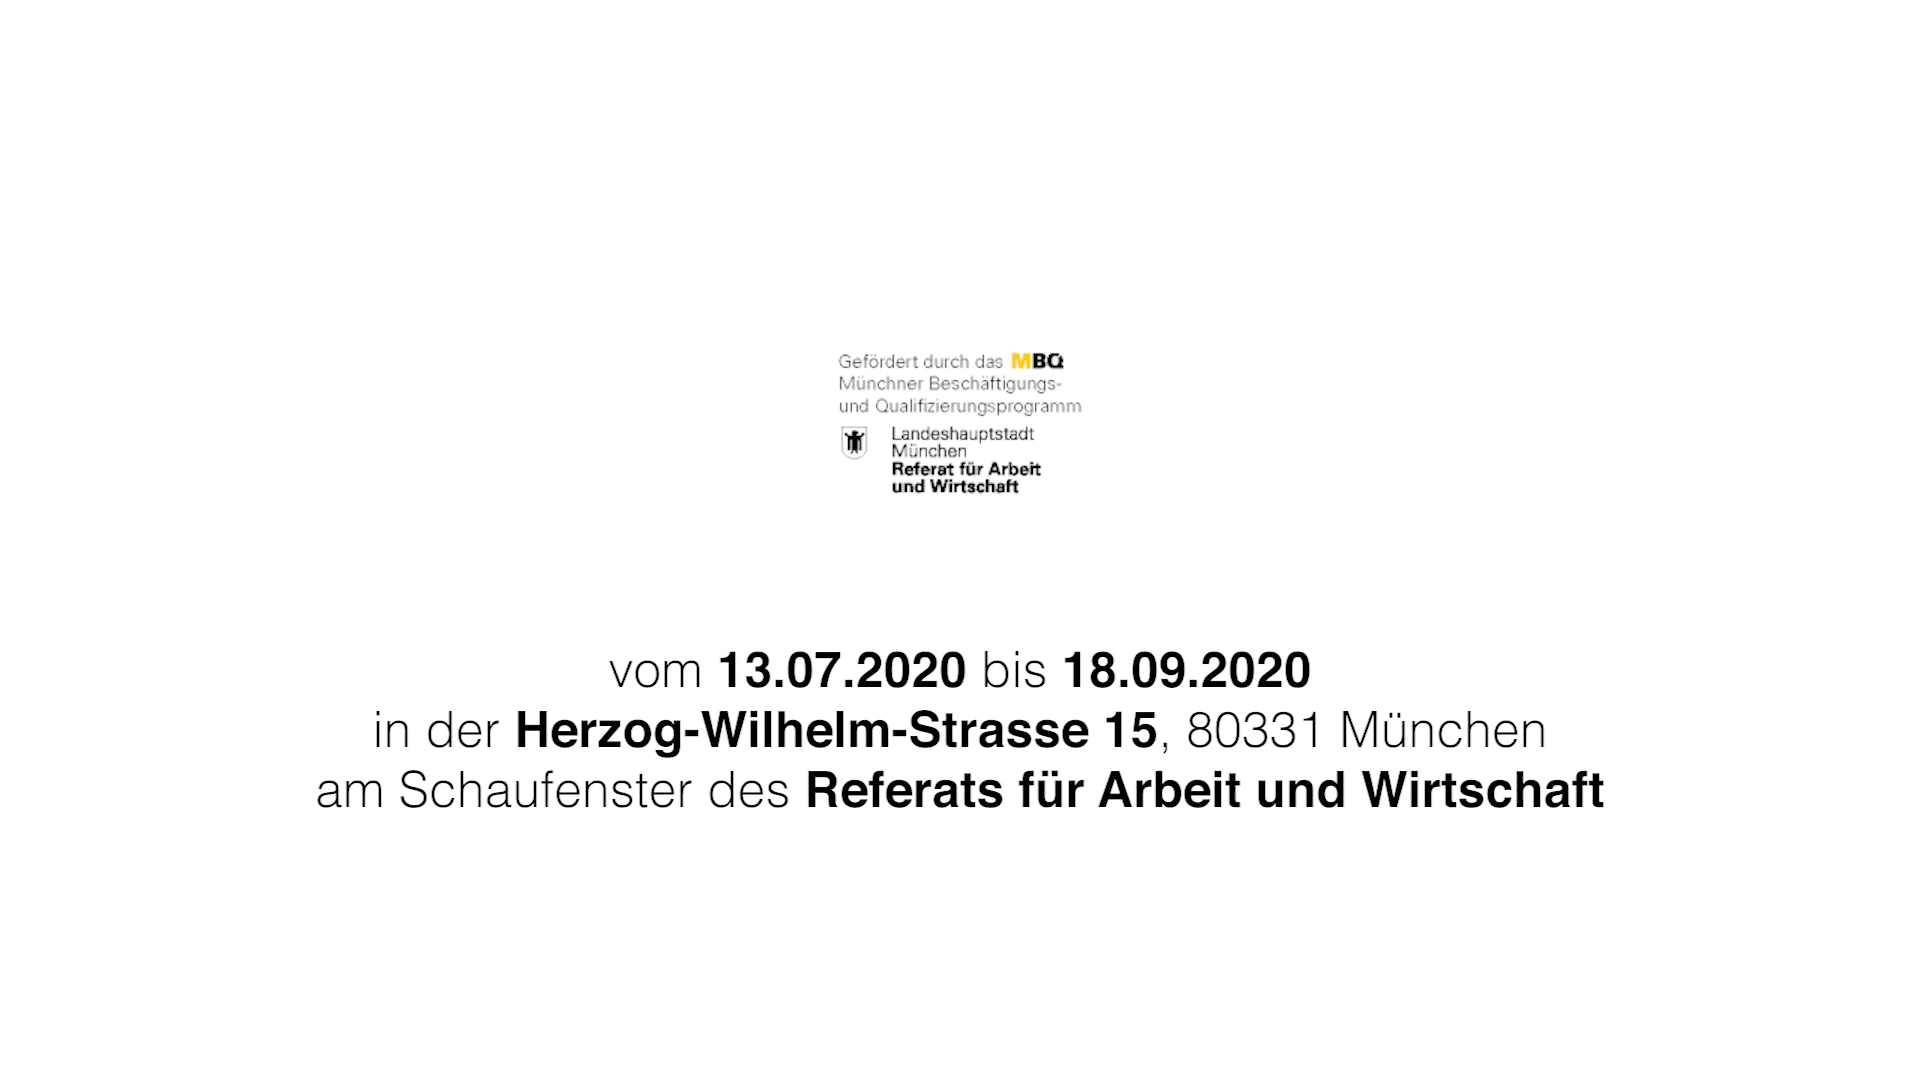 Gefördert durch das MBQ
Münchner Beschäftigungs-
und Qualifizierungsprogramm
Landeshauptstadt
München
Referat für Arbeit
und Wirtschaft
vom 13.07.2020 bis 18.09.2020
in der Herzog-Wilhelm-Strasse 15, 80331 München
am Schaufenster des Referats für Arbeit und Wirtschaft